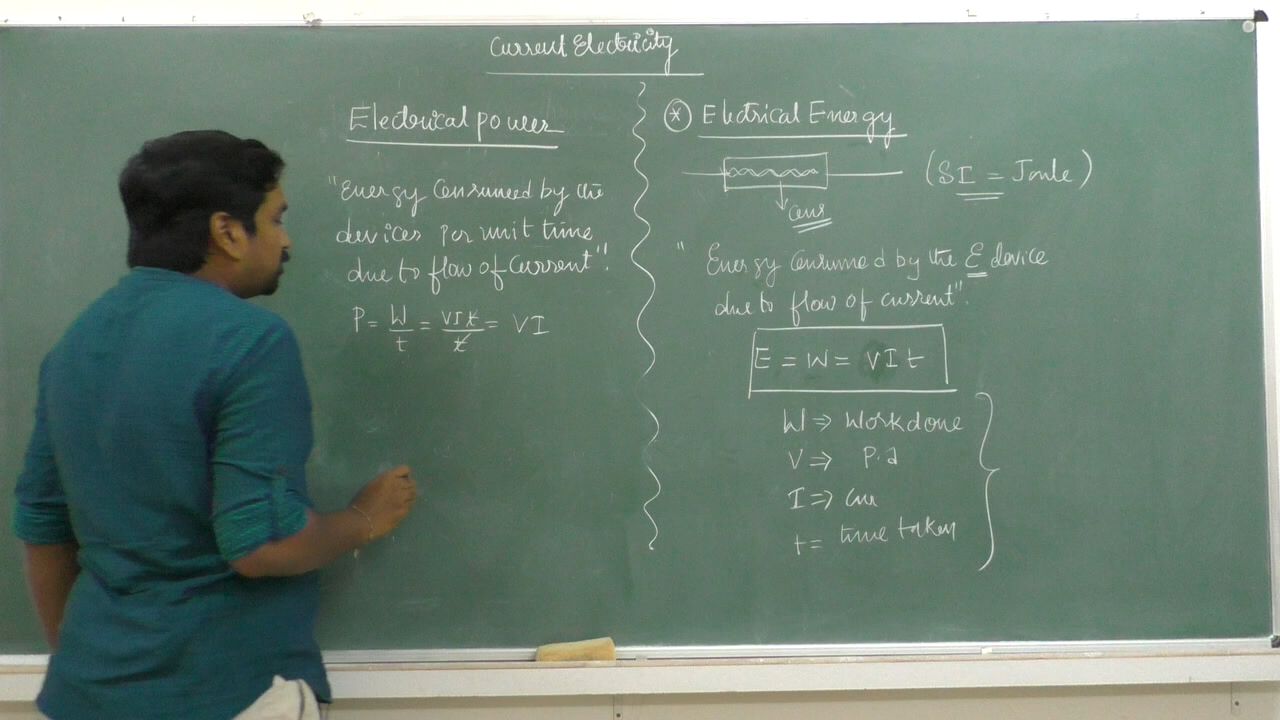 Current Electricity
Electrical power
"Energy Consumed by the
devices per unit time
due to flow of Current".
P = W/t = VIt/t = VI
* Electrical Energy
(SI = Joule)
Curr
" Energy Consumed by the E device
due to flow of current".
E = W = VIt
W ⇒ Workdone
V ⇒ P.d
I ⇒ Curr
t = time taken